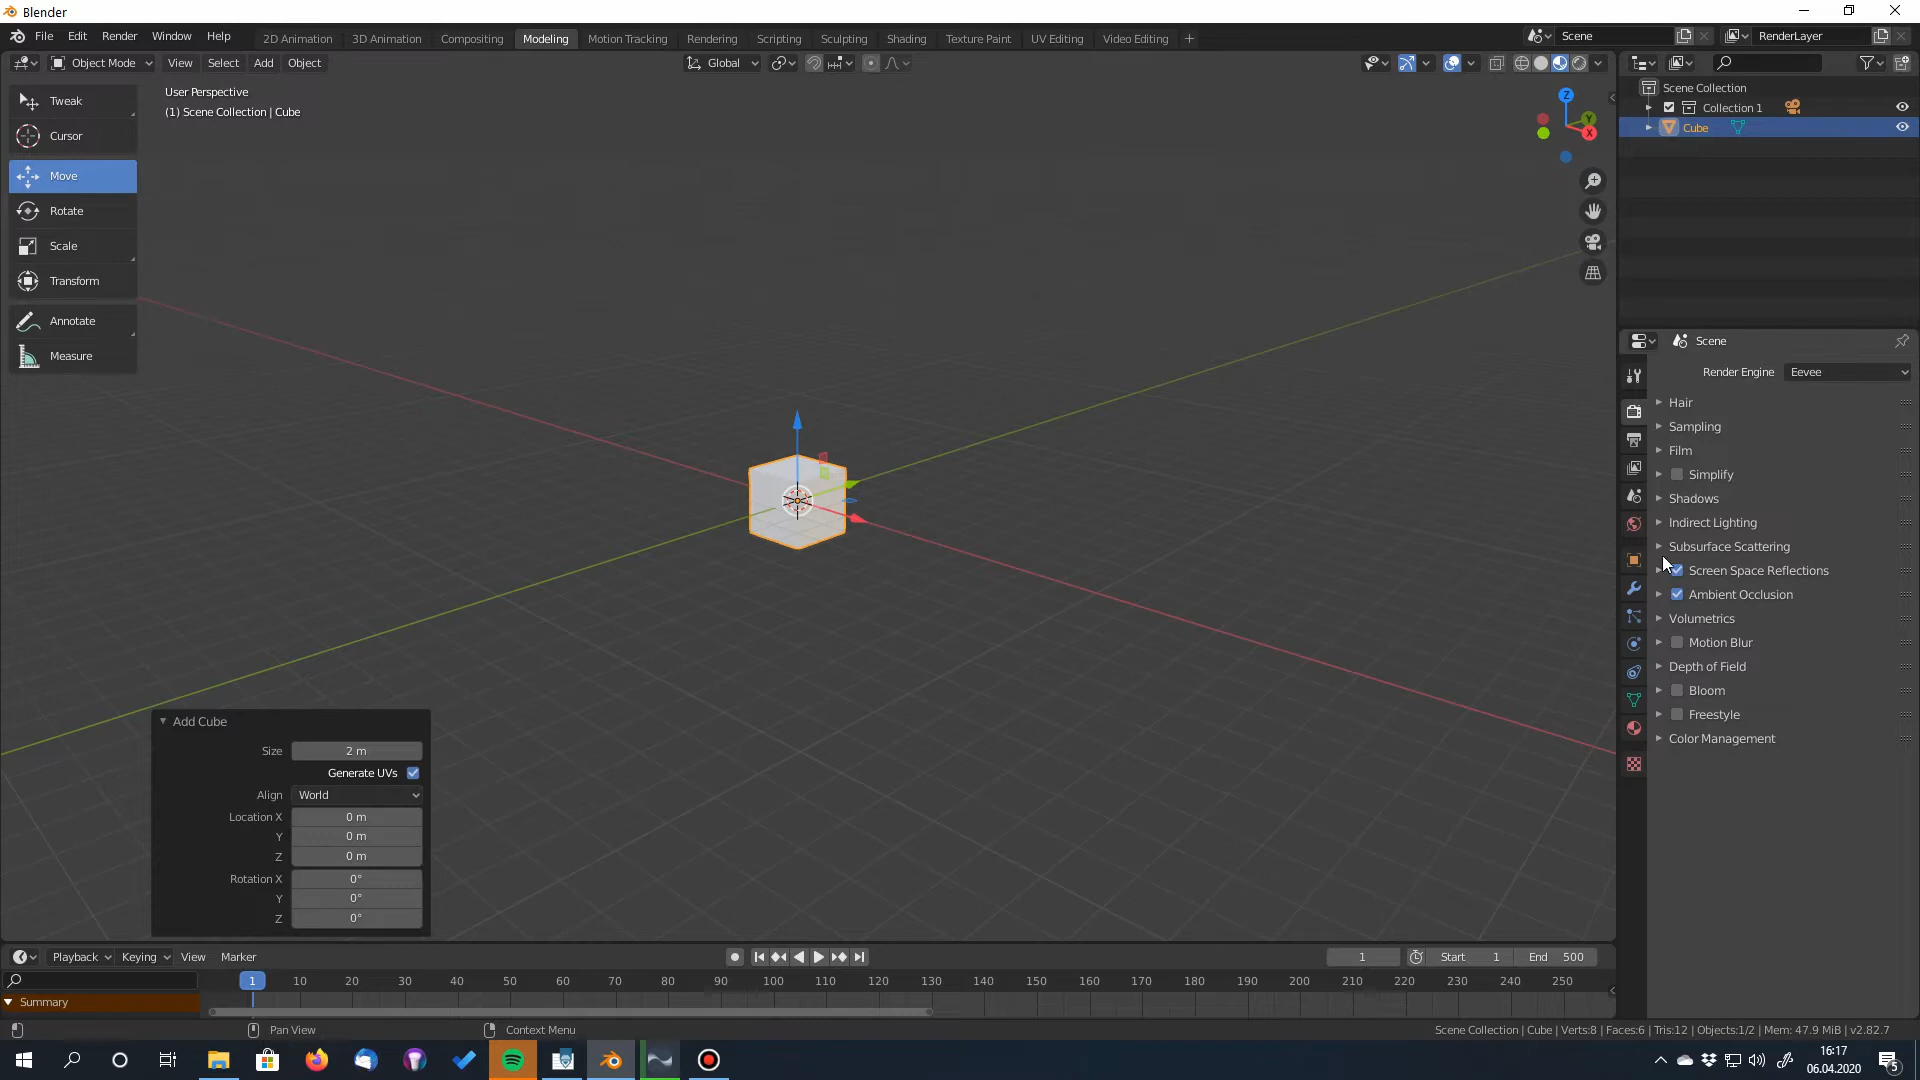 Blender
File Edit Render Window Help 2D Animation 3D Animation Compositing Modeling Motion Tracking Rendering Scripting Sculpting Shading Texture Paint UV Editing Video Editing + Scene RenderLayer
Object Mode View Select Add Object Global
User Perspective
(1) Scene Collection | Cube
Tweak
Cursor
Move
Rotate
Scale
Transform
Annotate
Measure
Z
Y
X
Scene Collection
Collection 1
Cube
Scene
Render Engine Eevee
Hair
Sampling
Film
Simplify
Shadows
Indirect Lighting
Subsurface Scattering
Screen Space Reflections
Ambient Occlusion
Volumetrics
Motion Blur
Depth of Field
Bloom
Freestyle
Color Management
Add Cube
Size 2 m
Generate UVs
Align World
Location X 0 m
Y 0 m
Z 0 m
Rotation X 0°
Y 0°
Z 0°
Playback Keying View Marker 1 Start 1 End 500
1 10 20 30 40 50 60 70 80 90 100 110 120 130 140 150 160 170 180 190 200 210 220 230 240 250
Summary
Pan View Context Menu Scene Collection | Cube | Verts:8 | Faces:6 | Tris:12 | Objects:1/2 | Mem: 47.9 MiB | v2.82.7
16:17
06.04.2020
5